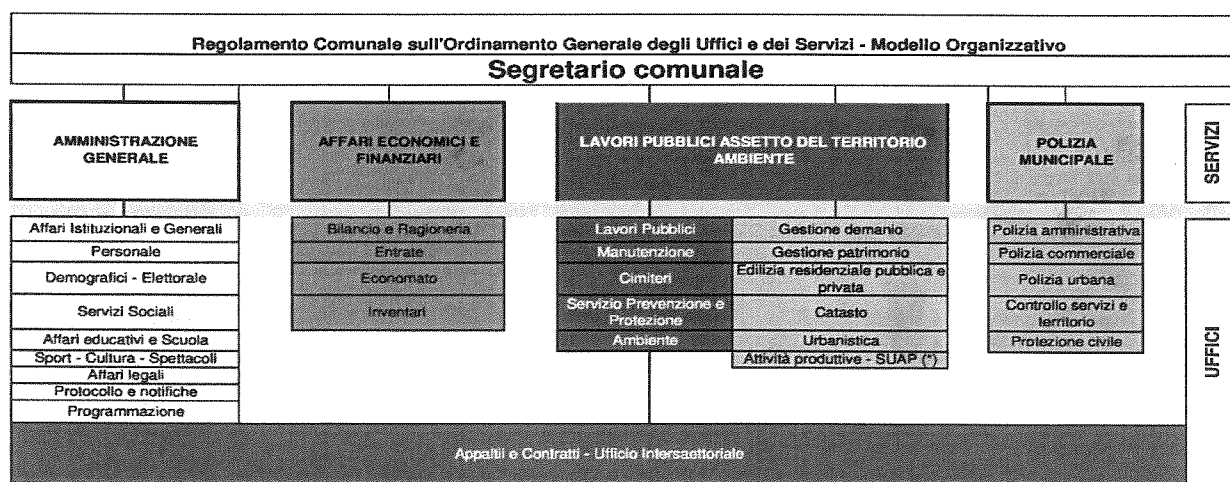 Regolamento Comunale sull'Ordinamento Generale degli Uffici e dei Servizi - Modello Organizzativo
Segretario comunale
AMMINISTRAZIONE
GENERALE
AFFARI ECONOMICI E
FINANZIARI
LAVORI PUBBLICI ASSETTO DEL TERRITORIO
AMBIENTE
POLIZIA
MUNICIPALE
SERVIZI
Affari Istituzionali e Generali
Personale
Demografici - Elettorale
Servizi Sociali
Affari educativi e Scuola
Sport - Cultura - Spettacoli
Affari legali
Protocollo e notifiche
Programmazione
Bilancio e Ragioneria
Entrate
Economato
Inventari
Lavori Pubblici
Manutenzione
Cimiteri
Servizio Prevenzione e
Protezione
Ambiente
Gestione demanio
Gestione patrimonio
Edilizia residenziale pubblica e
privata
Catasto
Urbanistica
Attività produttive - SUAP (*)
Polizia amministrativa
Polizia commerciale
Polizia urbana
Controllo servizi e
territorio
Protezione civile
UFFICI
Appaltii e Contratti - Ufficio Intersaettoriale